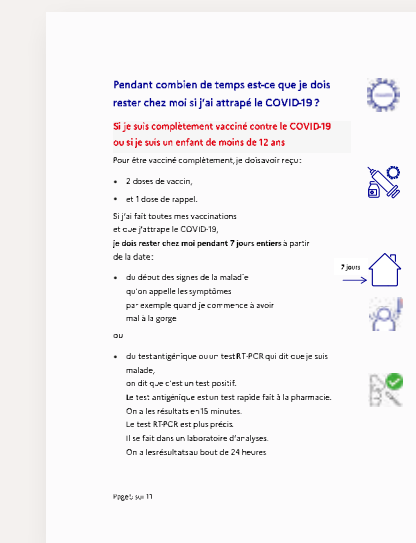 Pendant combien de temps est-ce que je dois
rester chez moi si j'ai attrapé le COVID-19 ?
Si je suis complètement vacciné contre le COVID-19
ou si je suis un enfant de moins de 12 ans
Pour être vacciné complètement, je dois avoir reçu :
• 2 doses de vaccin,
• et 1 dose de rappel.
Si j'ai fait toutes mes vaccinations
et que j'attrape le COVID-19,
je dois rester chez moi pendant 7 jours entiers à partir
de la date :
7 jours
• du début des signes de la maladie
qu'on appelle les symptômes
par exemple quand je commence à avoir
mal à la gorge
ou
• du test antigénique ou un test RT-PCR qui dit que je suis
malade,
on dit que c'est un test positif.
Le test antigénique est un test rapide fait à la pharmacie.
On a les résultats en 15 minutes.
Le test RT-PCR est plus précis.
Il se fait dans un laboratoire d'analyses.
On a les résultats au bout de 24 heures
Page sur 11